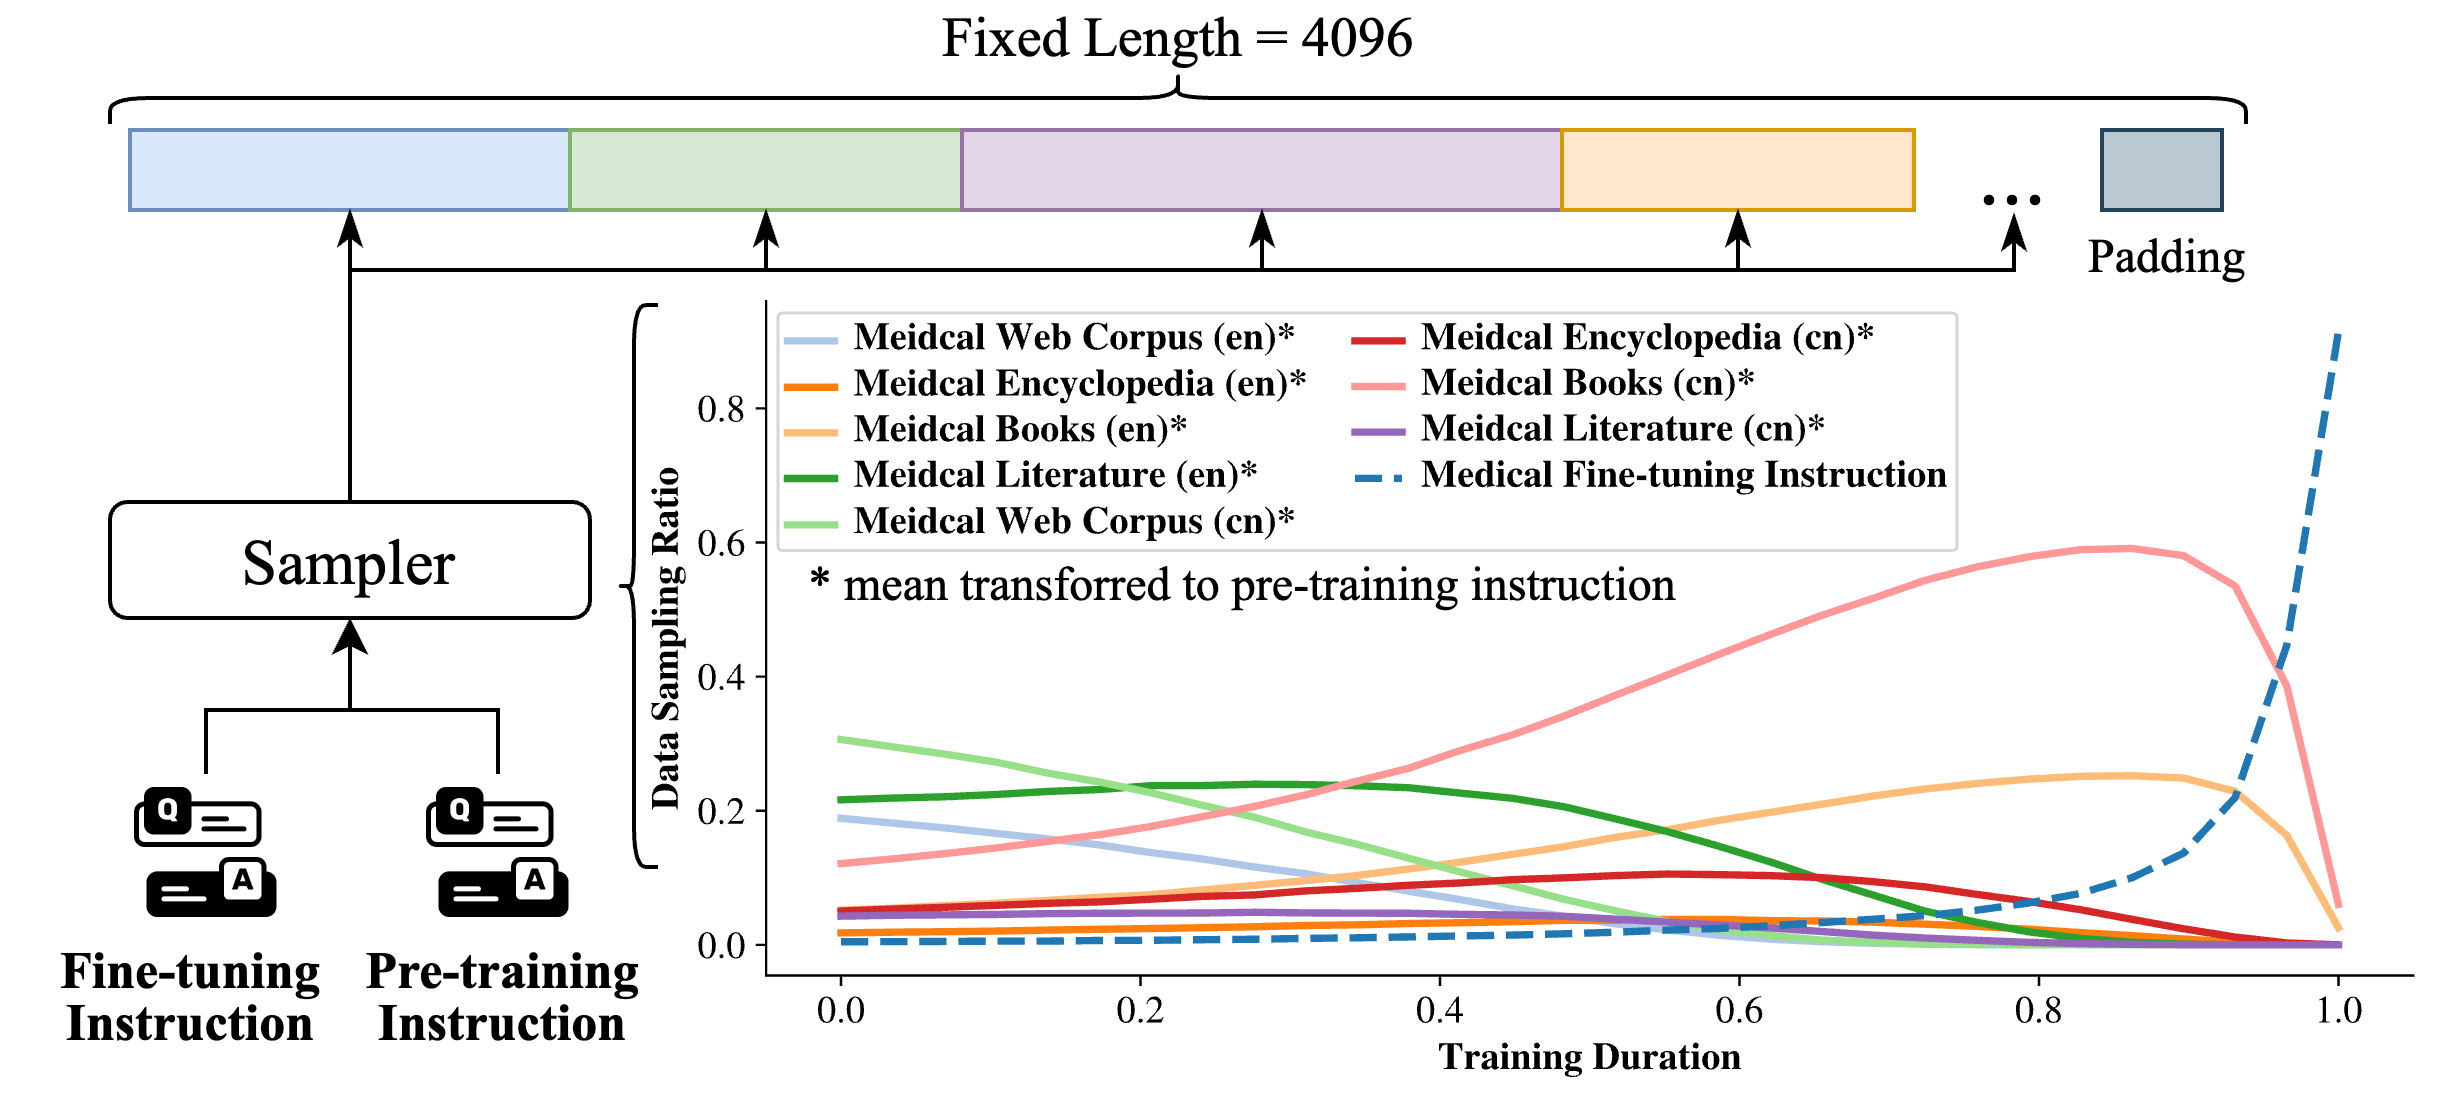 Fixed Length = 4096
...
Padding
Sampler
Q
A
Q
A
Fine-tuning
Instruction
Pre-training
Instruction
Data Sampling Ratio
0.8
0.6
0.4
0.2
0.0
Meidcal Web Corpus (en)*
Meidcal Encyclopedia (en)*
Meidcal Books (en)*
Meidcal Literature (en)*
Meidcal Web Corpus (cn)*
Meidcal Encyclopedia (cn)*
Meidcal Books (cn)*
Meidcal Literature (cn)*
Medical Fine-tuning Instruction
* mean transforred to pre-training instruction
0.0
0.2
0.4
0.6
0.8
1.0
Training Duration